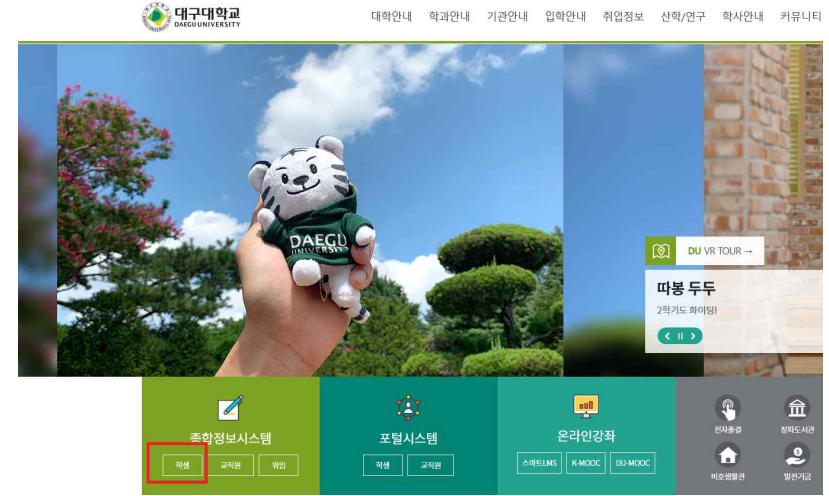 대구대학교
DAEGU UNIVERSITY
대학안내 학과안내 기관안내 입학안내 취업정보 산학/연구 학사안내 커뮤니티
DAEGU
UNIVERSITY
DU VR TOUR →
따봉 두두
2학기도 화이팅!
종합정보시스템
학생 교직원 위임
포털시스템
학생 교직원
온라인강좌
스마트LMS K-MOOC DU-MOOC
전자출결 창파도서관
비호생활관 발전기금